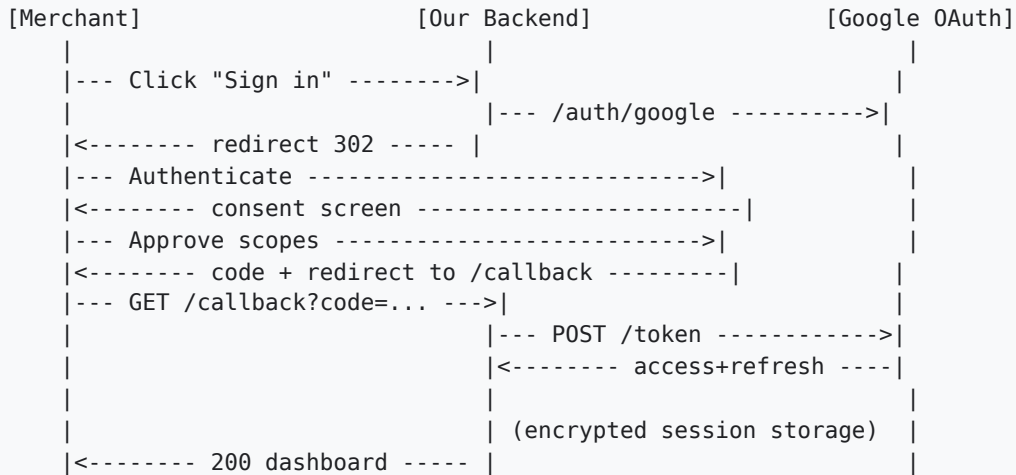 [Merchant]                    [Our Backend]                 [Google OAuth]
    |                              |                              |
    |--- Click "Sign in" -------->|                              |
    |                              |--- /auth/google ---------->|
    |<-------- redirect 302 ----- |                              |
    |--- Authenticate ----------------------------->|            |
    |<-------- consent screen ------------------------|          |
    |--- Approve scopes --------------------------->|            |
    |<-------- code + redirect to /callback ---------|          |
    |--- GET /callback?code=... --->|                            |
    |                              |--- POST /token ------------>|
    |                              |<-------- access+refresh ----|
    |                              |                              |
    |                              | (encrypted session storage)  |
    |<-------- 200 dashboard ----- |                              |